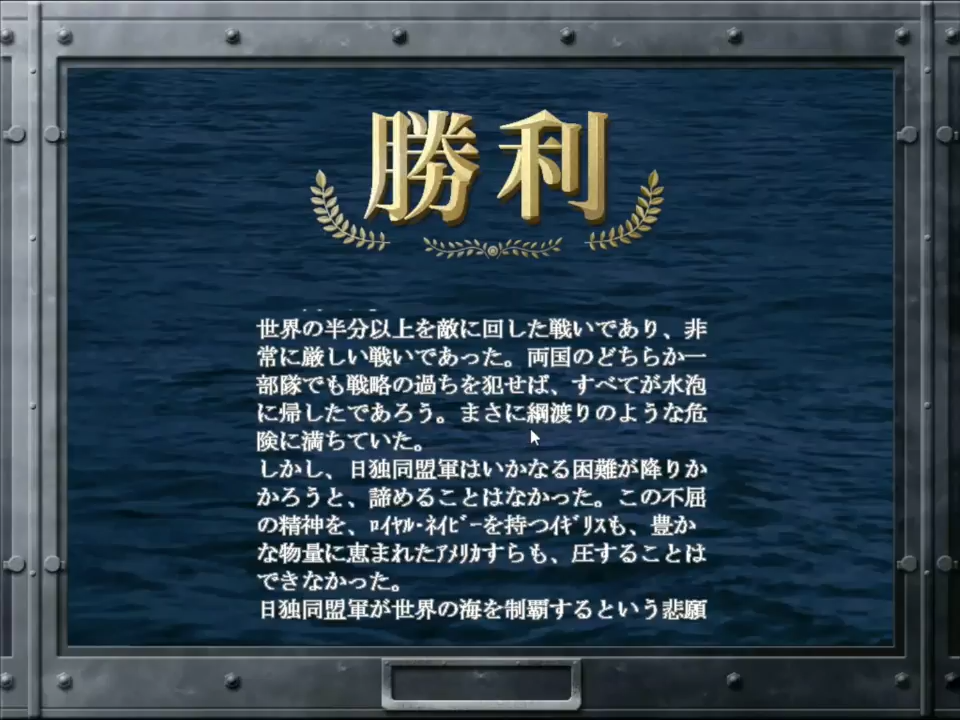 勝利
世界の半分以上を敵に回した戦いであり、非
常に厳しい戦いであった。両国のどちらか一
部隊でも戦略の過ちを犯せば、すべてが水泡
に帰したであろう。まさに綱渡りのような危
険に満ちていた。
しかし、日独同盟軍はいかなる困難が降りか
かろうと、諦めることはなかった。この不屈
の精神を、ﾛｲﾔﾙ･ﾈｲﾋﾞｰを持つｲｷﾞﾘｽも、豊か
な物量に恵まれたｱﾒﾘｶすらも、圧することは
できなかった。
日独同盟軍が世界の海を制覇するという悲願